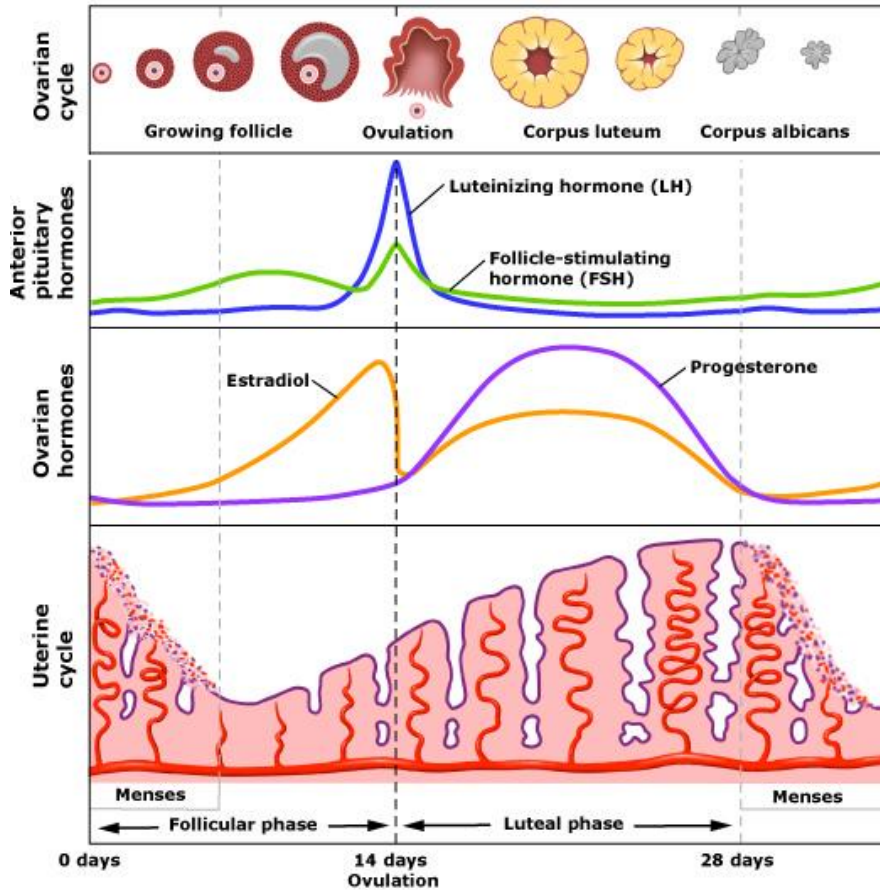 Ovarian
cycle
Growing follicle
Ovulation
Corpus luteum
Corpus albicans
Anterior
pituitary
hormones
Luteinizing hormone (LH)
Follicle-stimulating
hormone (FSH)
Ovarian
hormones
Estradiol
Progesterone
Uterine
cycle
Menses
Menses
Follicular phase
Luteal phase
0 days
14 days
Ovulation
28 days